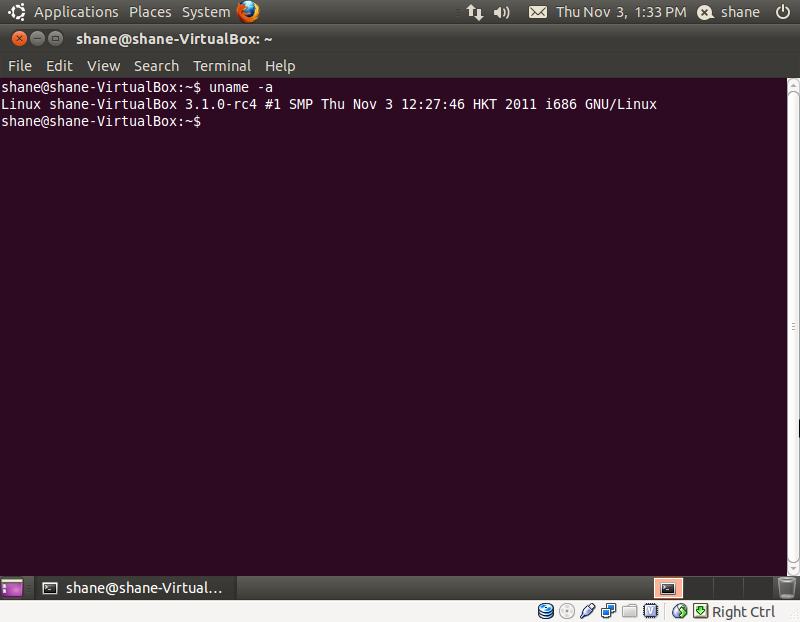 Applications Places System Thu Nov 3, 1:33 PM shane
shane@shane-VirtualBox: ~
File Edit View Search Terminal Help
shane@shane-VirtualBox:~$ uname -a
Linux shane-VirtualBox 3.1.0-rc4 #1 SMP Thu Nov 3 12:27:46 HKT 2011 i686 GNU/Linux
shane@shane-VirtualBox:~$
shane@shane-Virtual...
Right Ctrl